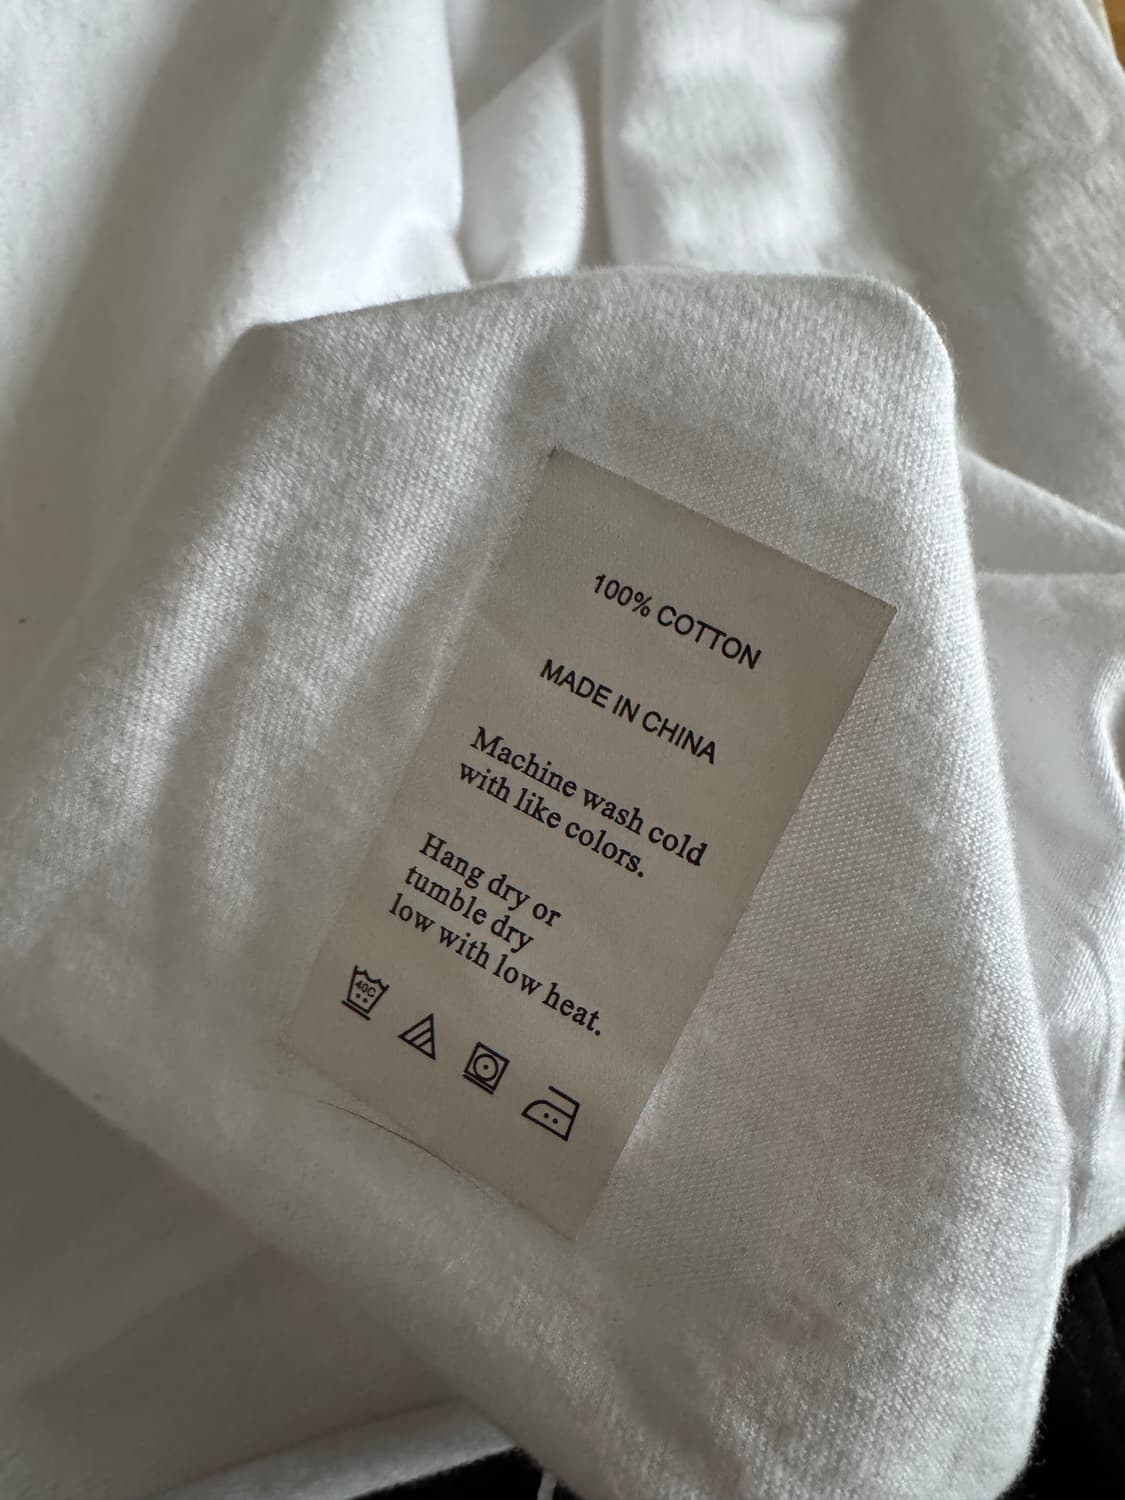 100% COTTON
MADE IN CHINA
Machine wash cold
with like colors.
Hang dry or
tumble dry
low with low heat.
40C